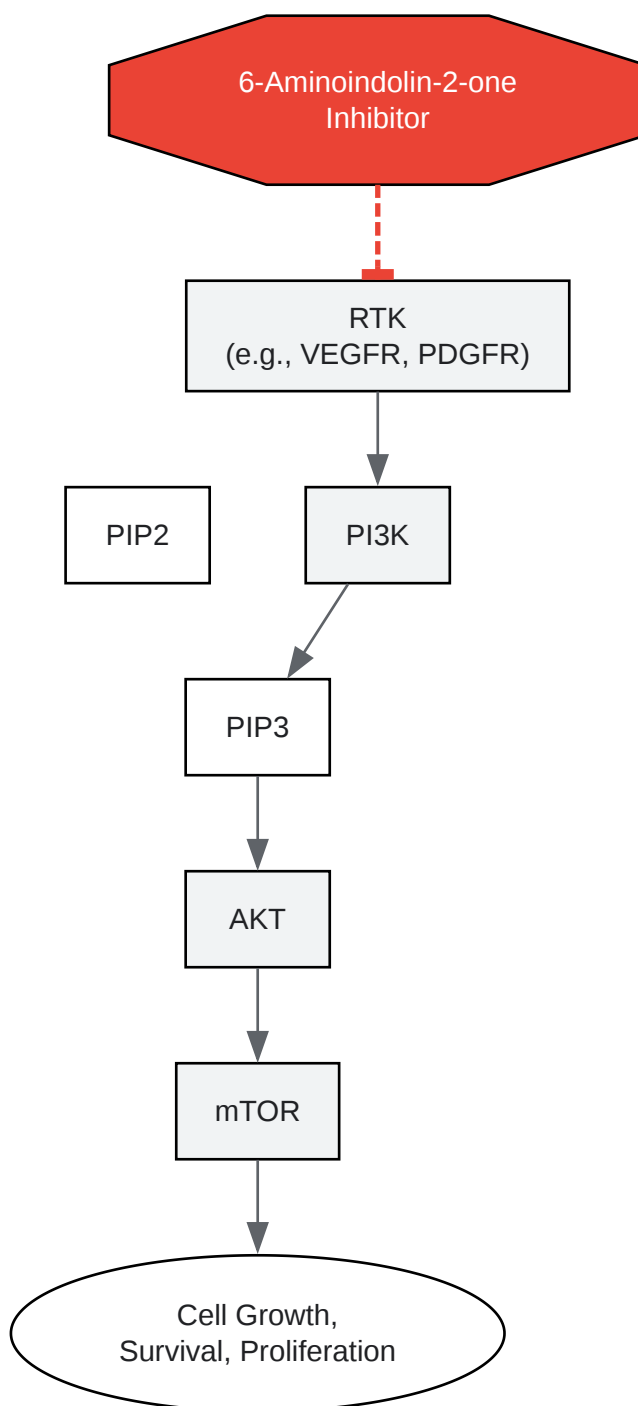 6-Aminoindolin-2-one
Inhibitor
RTK
(e.g., VEGFR, PDGFR)
PIP2
PI3K
PIP3
AKT
mTOR
Cell Growth,
Survival, Proliferation